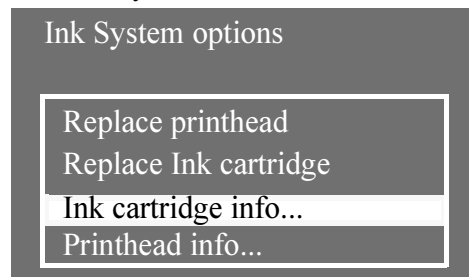 Ink System options
Replace printhead
Replace Ink cartridge
Ink cartridge info...
Printhead info...